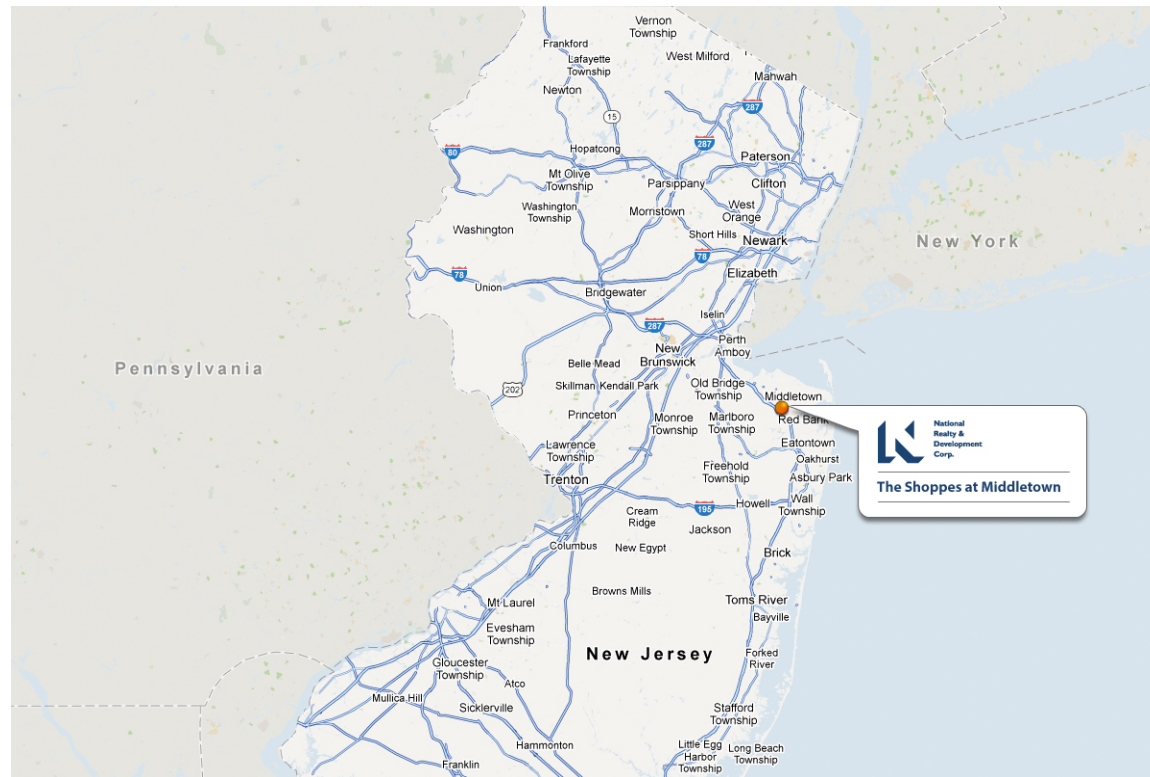 Vernon
Township
Frankford
West Milford
Lafayette
Township
Mahwah
Newton
287
15
287
Hopatcong
80
Paterson
Mt Olive
Township
Parsippany
Clifton
Washington
Township
Morristown
West
Orange
Washington
Short Hills
Newark
New York
78
78
Elizabeth
Union
Bridgewater
Iselin
287
Perth
Amboy
New
Brunswick
Belle Mead
Pennsylvania
202
Skillman
Kendall Park
Old Bridge
Township
Middletown
Princeton
Monroe
Township
Marlboro
Township
Red Bank
National
Realty &
Development
Corp.
The Shoppes at Middletown
Lawrence
Township
Eatontown
Oakhurst
Freehold
Township
Asbury Park
Trenton
Wall
Township
Howell
195
Cream
Ridge
Jackson
Columbus
New Egypt
Brick
Browns Mills
Toms River
Mt Laurel
Bayville
Evesham
Township
New Jersey
Forked
River
Gloucester
Township
Atco
Mullica Hill
Sicklerville
Stafford
Township
Hammonton
Little Egg
Harbor
Township
Long Beach
Township
Franklin